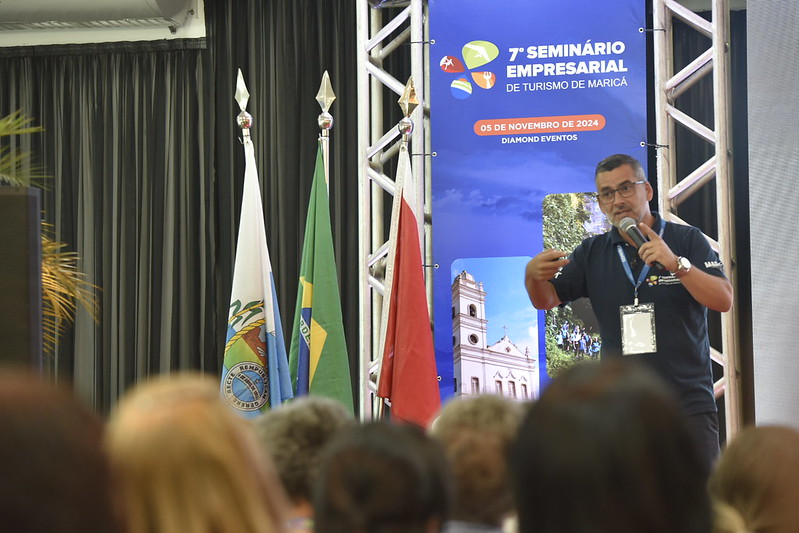 7º SEMINÁRIO
EMPRESARIAL
DE TURISMO DE MARICÁ
05 DE NOVEMBRO DE 2024
DIAMOND EVENTOS